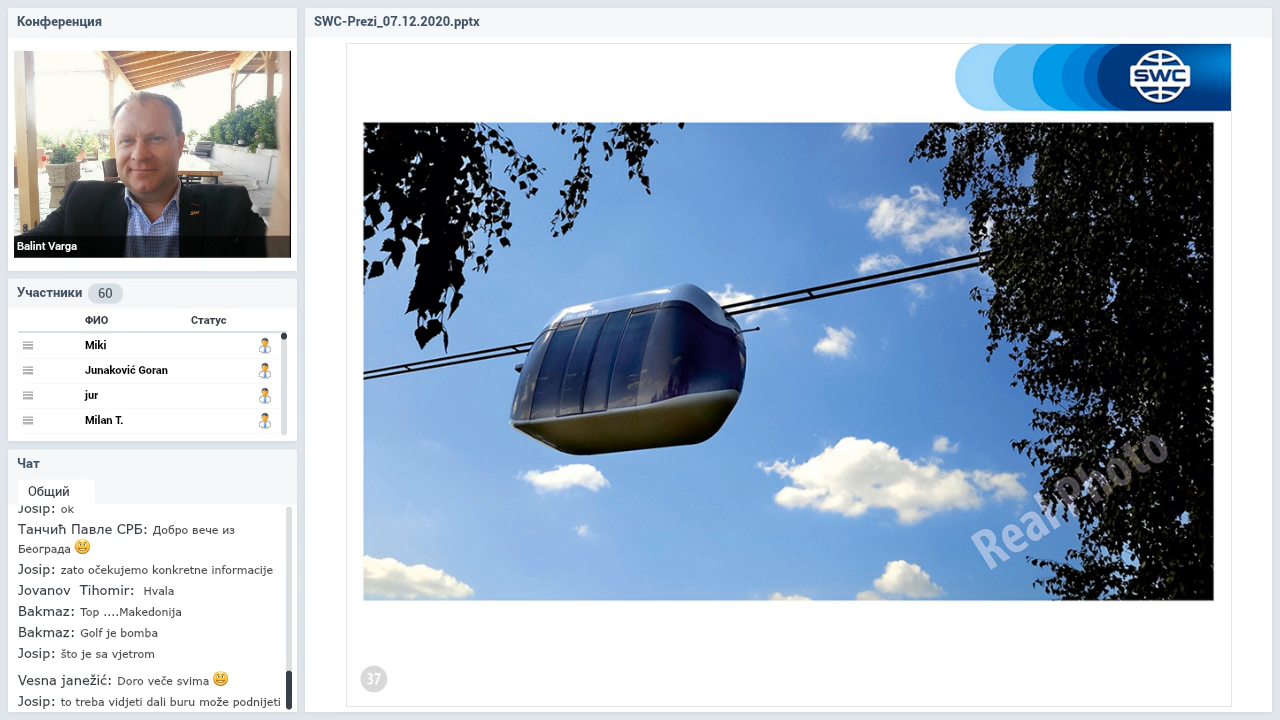 Конференция
Balint Varga
Участники 60
ФИО Статус
Miki
Junaković Goran
jur
Milan T.
Чат
Общий
Josip: ok
Танчић Павле СРБ: Добро вече из
Београда
Josip: zato očekujemo konkretne informacije
Jovanov Tihomir: Hvala
Bakmaz: Top ....Makedonija
Bakmaz: Golf je bomba
Josip: što je sa vjetrom
Vesna janežić: Doro veče svima
Josip: to treba vidjeti dali buru može podnijeti
SWC-Prezi_07.12.2020.pptx
SWC
Real Photo
37